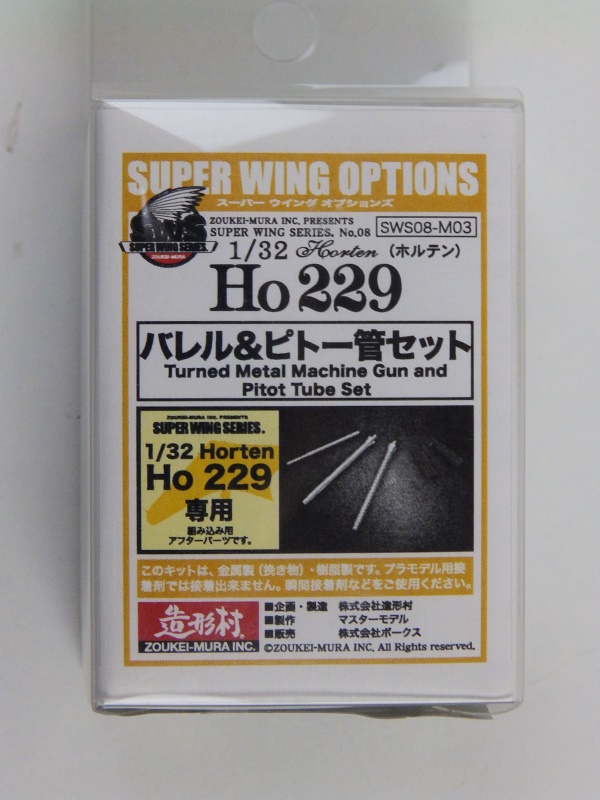 SUPER WING OPTIONS
スーパー ウイング オプションズ
SWS
SUPER WING SERIES.
ZOUKEI-MURA
ZOUKEI-MURA INC. PRESENTS
SUPER WING SERIES. No.08
SWS08-M03
1/32 Horten (ホルテン)
Ho 229
バレル&ピトー管セット
Turned Metal Machine Gun and
Pitot Tube Set
ZOUKEI-MURA INC. PRESENTS
SUPER WING SERIES.
1/32 Horten
Ho 229
専用
組み込み用
アフターパーツです。
このキットは、金属製(挽き物)・樹脂製です。プラモデル用接
着剤では接着出来ません。瞬間接着剤などをご使用ください。
造形村
ZOUKEI-MURA INC.
■企画・製造 株式会社造形村
■製作 マスターモデル
■販売 株式会社ボークス
©ZOUKEI-MURA INC. All Rights reserved.